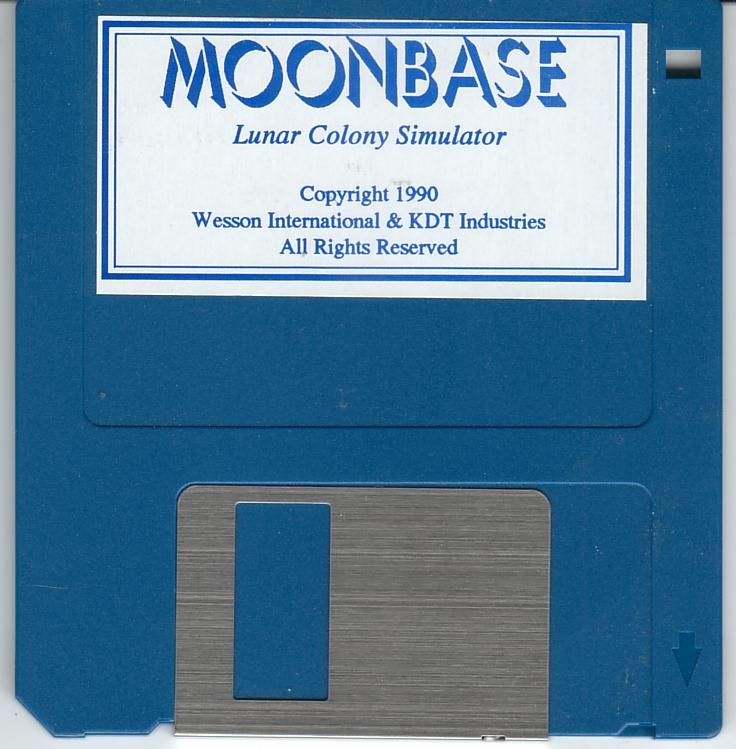 MOONBASE
Lunar Colony Simulator
Copyright 1990
Wesson International & KDT Industries
All Rights Reserved